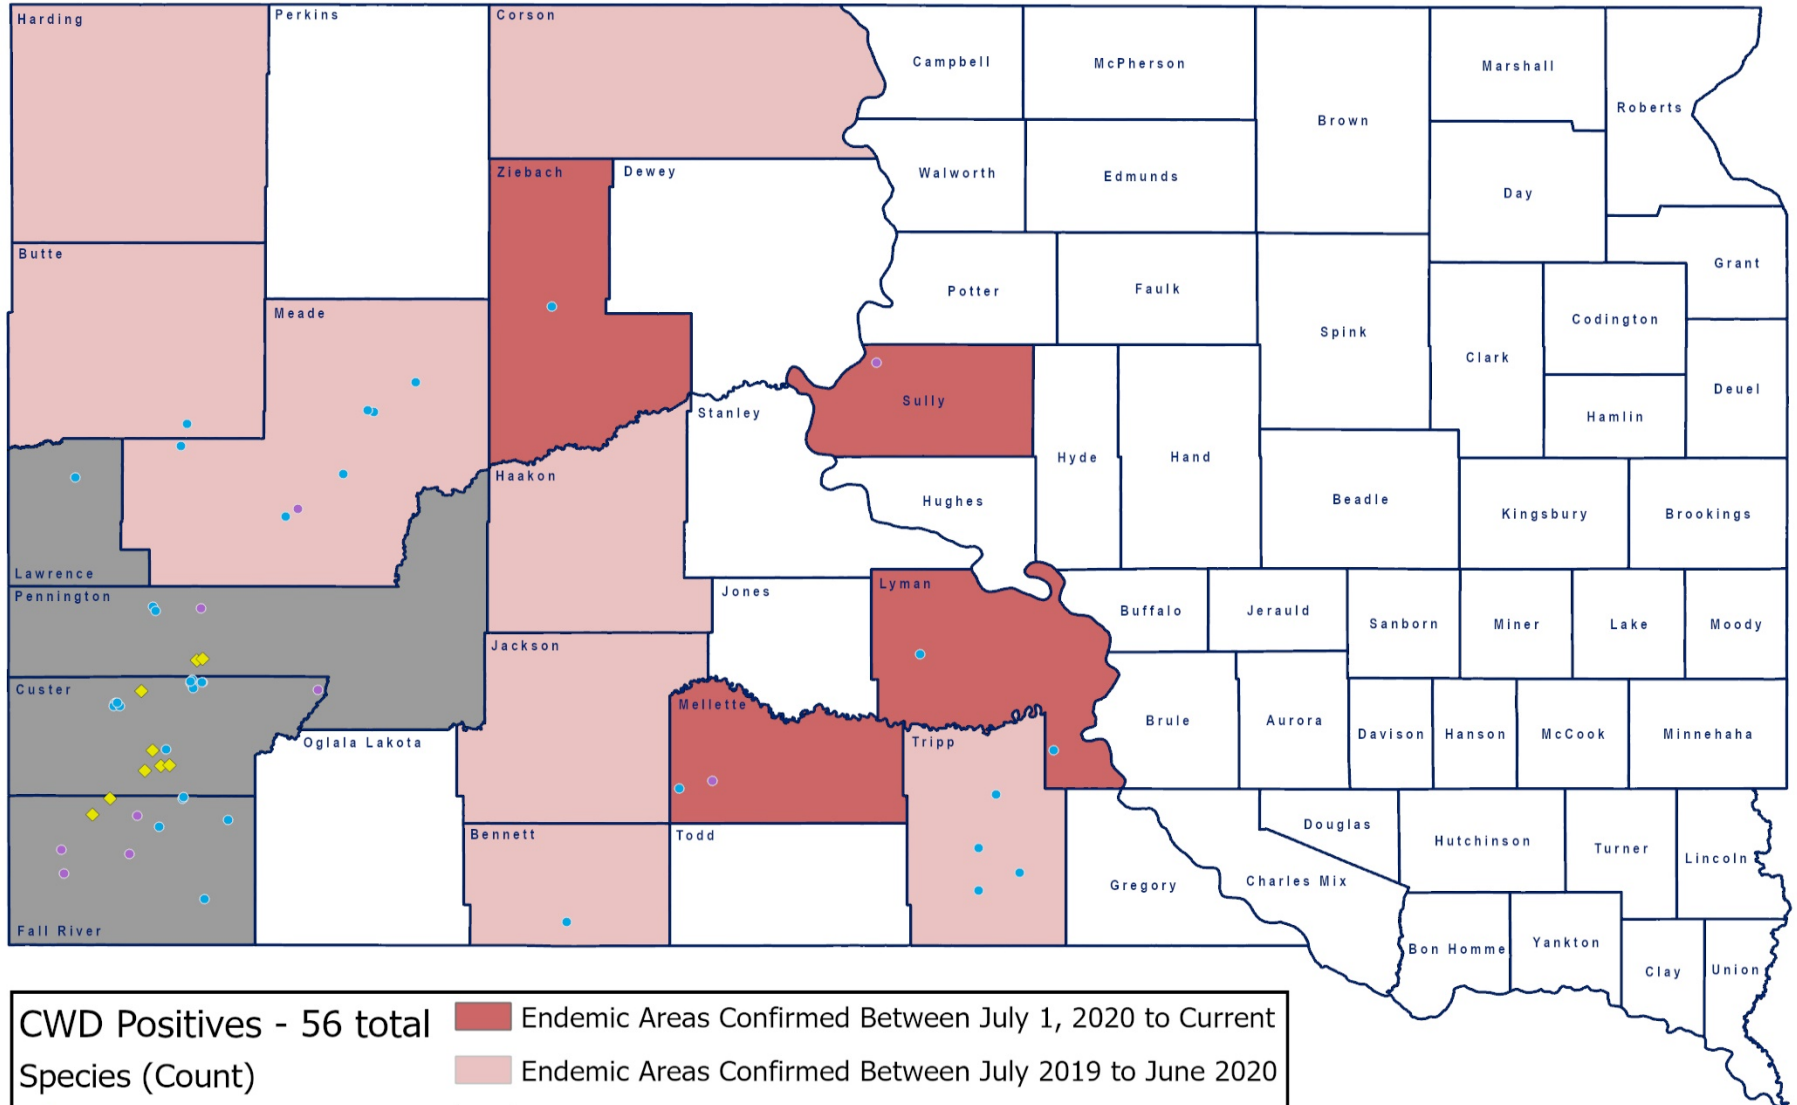 Harding
Perkins
Corson
Campbell
McPherson
Marshall
Roberts
Brown
Walworth
Edmunds
Day
Ziebach
Dewey
Butte
Grant
Potter
Faulk
Meade
Codington
Spink
Clark
Deuel
Sully
Stanley
Hamlin
Hyde
Hand
Haakon
Hughes
Beadle
Kingsbury
Brookings
Lawrence
Lyman
Pennington
Jones
Buffalo
Jerauld
Sanborn
Miner
Lake
Moody
Jackson
Custer
Mellette
Brule
Aurora
Davison
Hanson
McCook
Minnehaha
Oglala Lakota
Tripp
Douglas
Hutchinson
Turner
Lincoln
Bennett
Todd
Gregory
Charles Mix
Fall River
Bon Homme
Yankton
Clay
Union
CWD Positives - 56 total
Species (Count)
Endemic Areas Confirmed Between July 1, 2020 to Current
Endemic Areas Confirmed Between July 2019 to June 2020